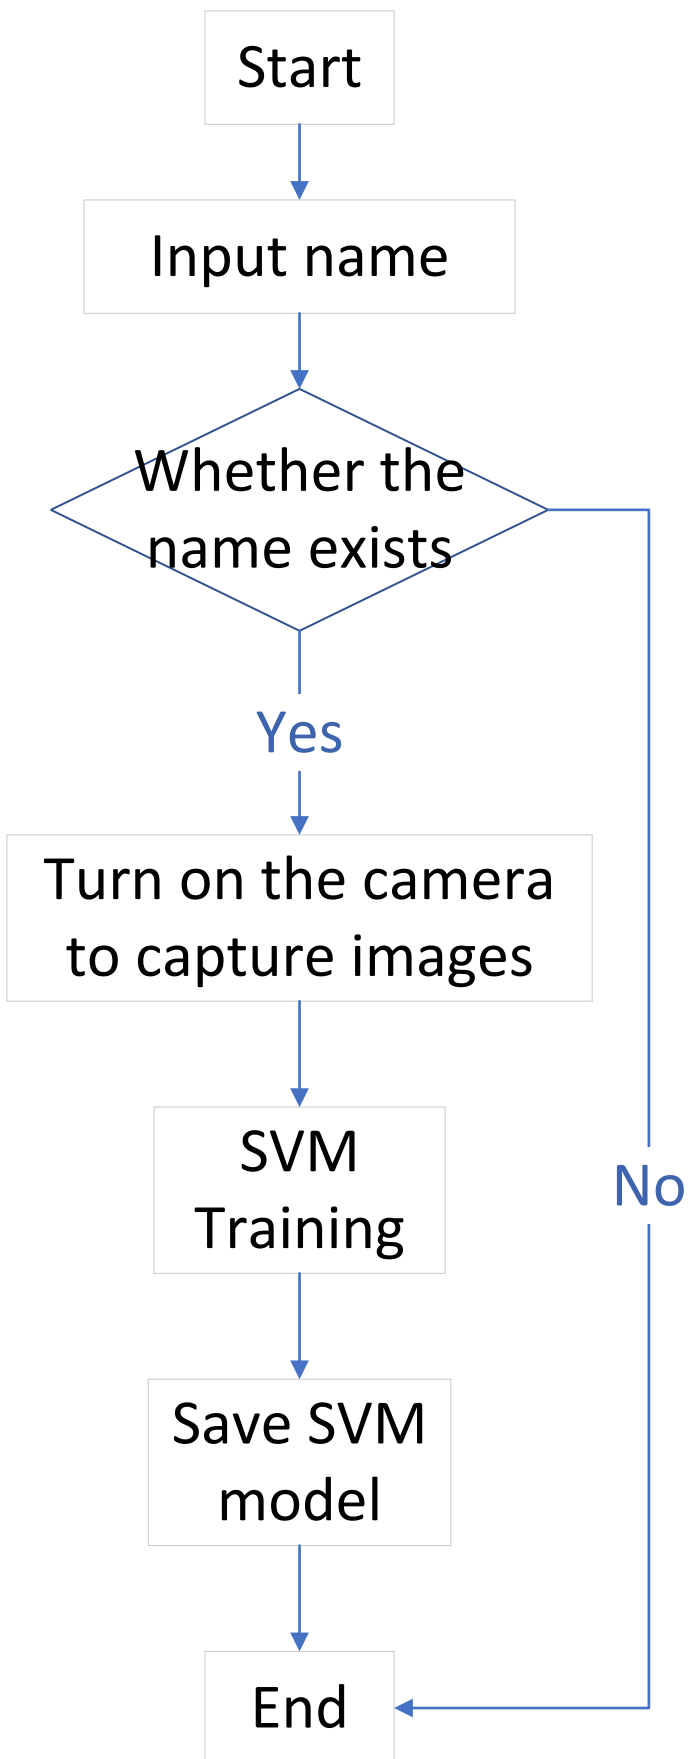 Start
Input name
Whether the
name exists
Yes
Turn on the camera
to capture images
SVM
Training
No
Save SVM
model
End